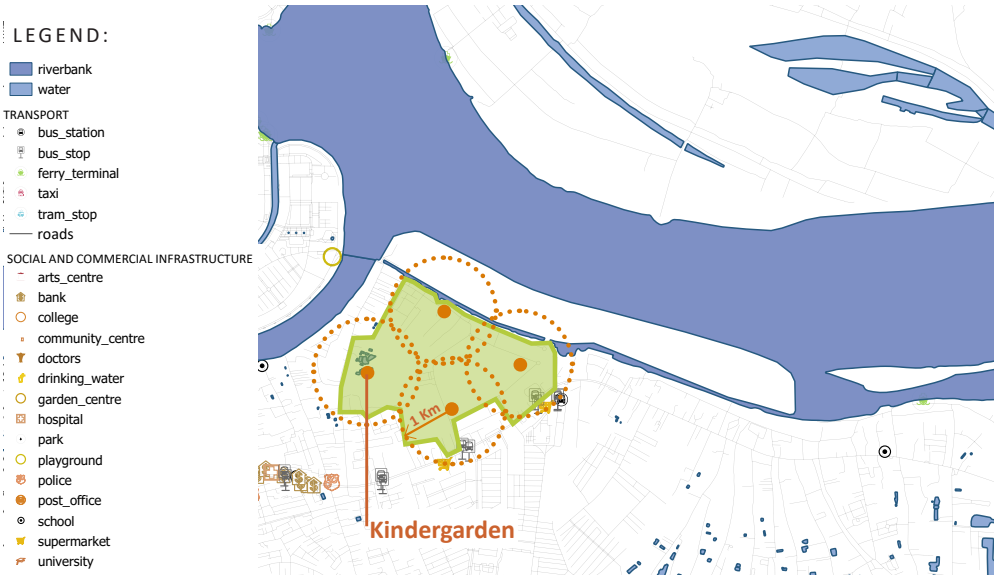 LEGEND:
riverbank
water
TRANSPORT
bus_station
bus_stop
ferry_terminal
taxi
tram_stop
roads
SOCIAL AND COMMERCIAL INFRASTRUCTURE
arts_centre
bank
college
community_centre
doctors
drinking_water
garden_centre
hospital
park
playground
police
post_office
school
supermarket
university
1 Km
Kindergarden